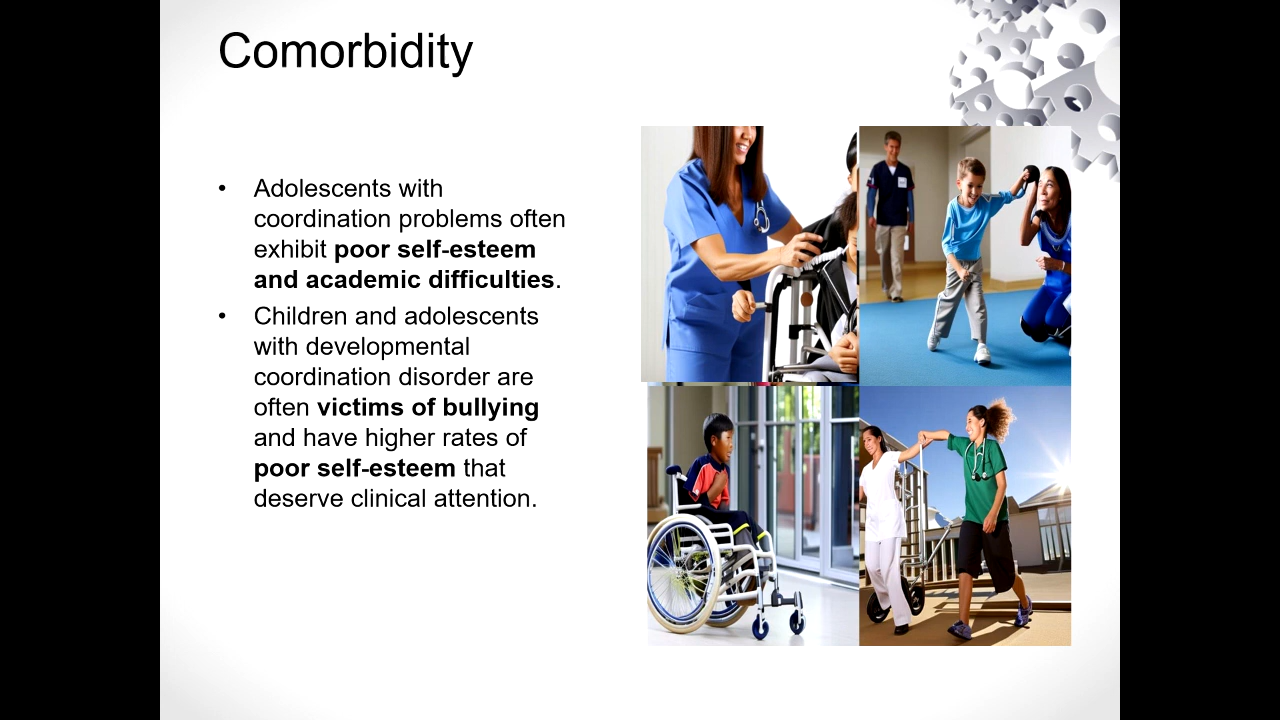 Comorbidity
• Adolescents with
coordination problems often
exhibit poor self-esteem
and academic difficulties.
• Children and adolescents
with developmental
coordination disorder are
often victims of bullying
and have higher rates of
poor self-esteem that
deserve clinical attention.